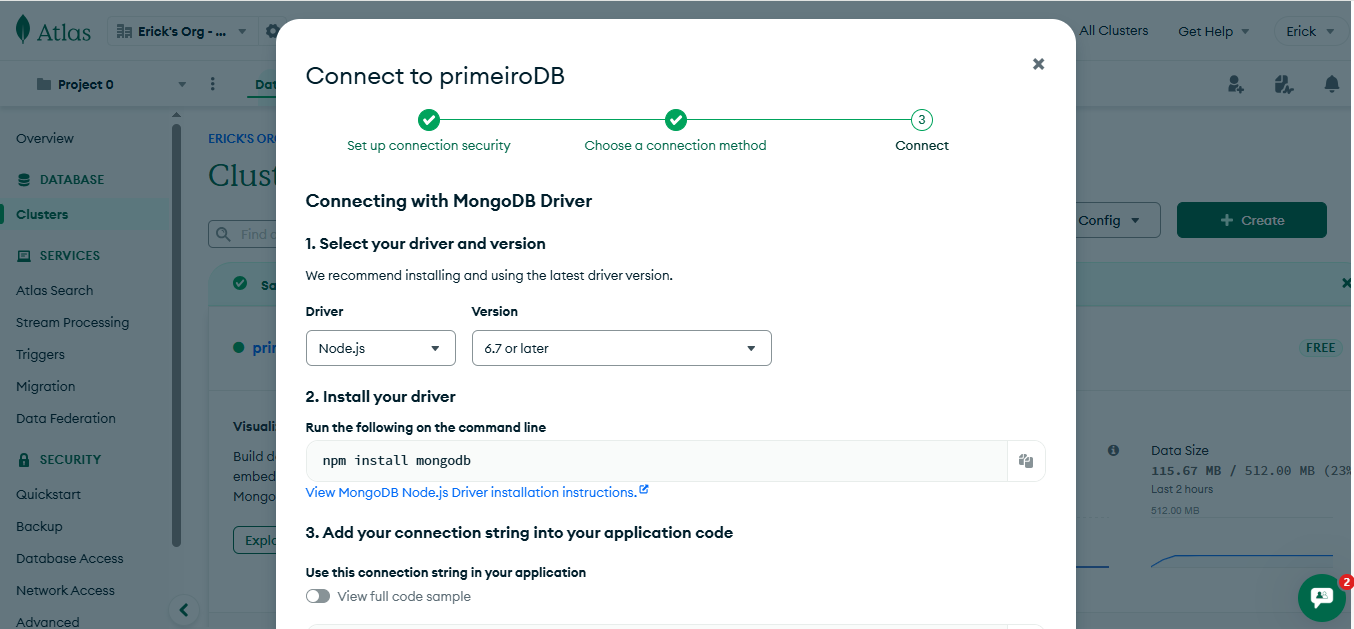 Atlas
Erick's Org - ...
All Clusters
Get Help
Erick
Project 0
Dat
Overview
DATABASE
Clusters
SERVICES
Atlas Search
Stream Processing
Triggers
Migration
Data Federation
SECURITY
Quickstart
Backup
Database Access
Network Access
Advanced
ERICK'S OR
Clust
Find c
Sa
prir
Visuali
Build d
embed
Mongo
Explo
Connect to primeiroDB
3
Set up connection security
Choose a connection method
Connect
Connecting with MongoDB Driver
1. Select your driver and version
We recommend installing and using the latest driver version.
Driver
Version
Node.js
6.7 or later
2. Install your driver
Run the following on the command line
npm install mongodb
View MongoDB Node.js Driver installation instructions.
3. Add your connection string into your application code
Use this connection string in your application
View full code sample
Config
+ Create
FREE
Data Size
115.67 MB / 512.00 MB (23%
Last 2 hours
512.00 MB
2